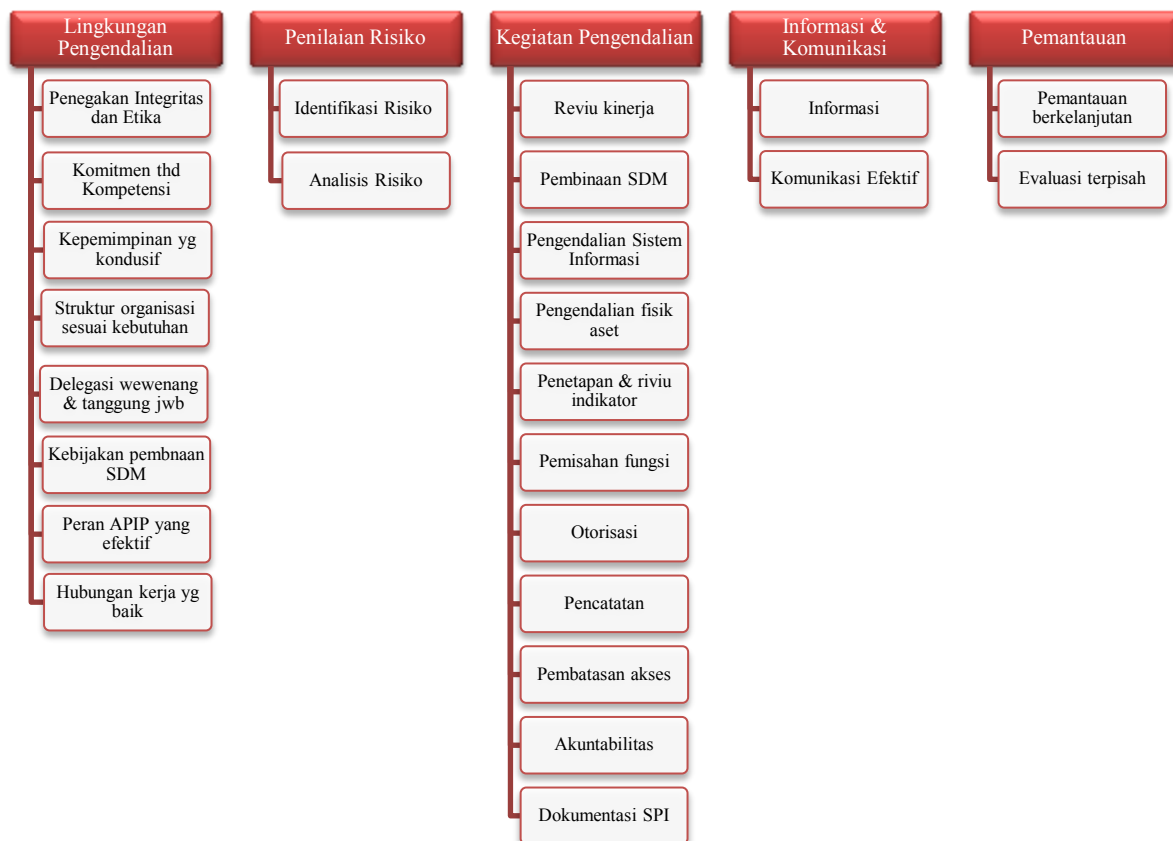 Lingkungan
Pengendalian
Penegakan Integritas
dan Etika
Komitmen thd
Kompetensi
Kepemimpinan yg
kondusif
Struktur organisasi
sesuai kebutuhan
Delegasi wewenang
& tanggung jwb
Kebijakan pembnaan
SDM
Peran APIP yang
efektif
Hubungan kerja yg
baik
Penilaian Risiko
Identifikasi Risiko
Analisis Risiko
Kegiatan Pengendalian
Reviu kinerja
Pembinaan SDM
Pengendalian Sistem
Informasi
Pengendalian fisik
aset
Penetapan & riviu
indikator
Pemisahan fungsi
Otorisasi
Pencatatan
Pembatasan akses
Akuntabilitas
Dokumentasi SPI
Informasi &
Komunikasi
Informasi
Komunikasi Efektif
Pemantauan
Pemantauan
berkelanjutan
Evaluasi terpisah